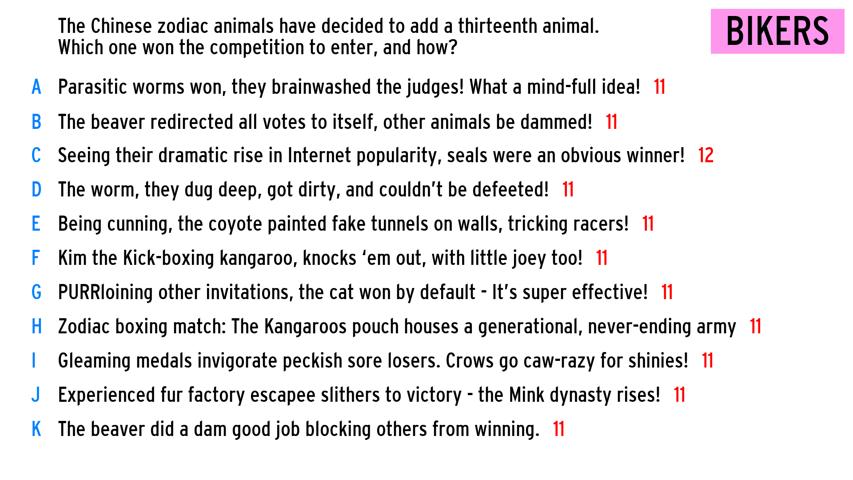 The Chinese zodiac animals have decided to add a thirteenth animal.
Which one won the competition to enter, and how?
BIKERS
A Parasitic worms won, they brainwashed the judges! What a mind-full idea! 11
B The beaver redirected all votes to itself, other animals be dammed! 11
C Seeing their dramatic rise in Internet popularity, seals were an obvious winner! 12
D The worm, they dug deep, got dirty, and couldn't be defeeted! 11
E Being cunning, the coyote painted fake tunnels on walls, tricking racers! 11
F Kim the Kick-boxing kangaroo, knocks 'em out, with little joey too! 11
G PURRloining other invitations, the cat won by default - It's super effective! 11
H Zodiac boxing match: The Kangaroos pouch houses a generational, never-ending army 11
I Gleaming medals invigorate peckish sore losers. Crows go caw-razy for shinies! 11
J Experienced fur factory escapee slithers to victory - the Mink dynasty rises! 11
K The beaver did a dam good job blocking others from winning. 11